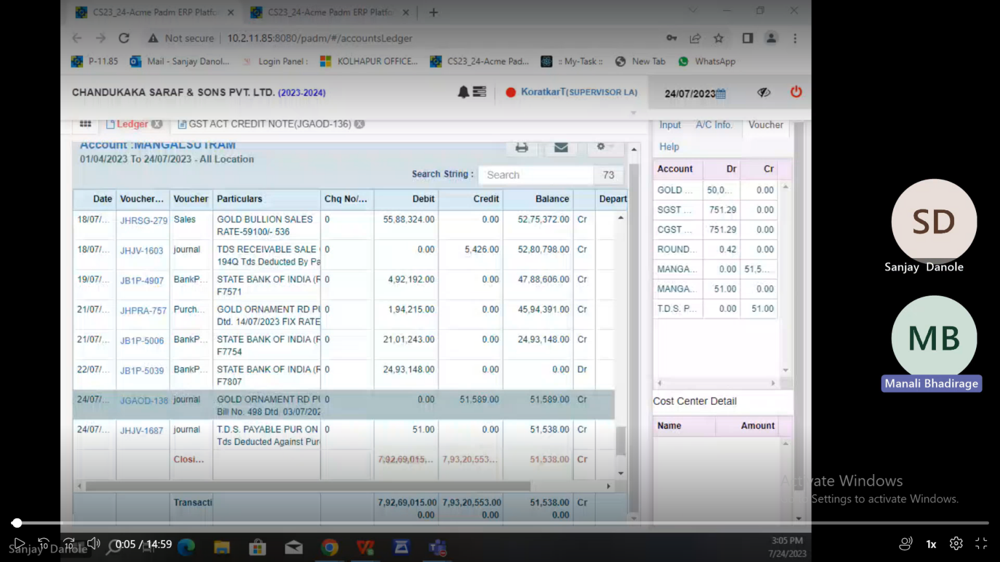 CS23_24-Acme Padm ERP Platfo
CS23_24-Acme Padm ERP Platfo
Not secure
10.2.11.85:8080/padm/#/accountsLedger
P-11.85
Mail - Sanjay Danol...
Login Panel :
KOLHAPUR OFFICE...
CS23_24-Acme Pad...
:: My-Task ::
New Tab
WhatsApp
CHANDUKAKA SARAF & SONS PVT. LTD. (2023-2024)
KoratkarT(SUPERVISOR LA)
24/07/2023
Ledger
GST ACT CREDIT NOTE(JGAOD-136)
Input A/C Info. Voucher
Help
Account :MANGALSUTRAM
01/04/2023 To 24/07/2023 - All Location
Search String : Search 73
Date Voucher... Voucher Particulars Chq No/... Debit Credit Balance Depart
18/07/... JHRSG-279 Sales GOLD BULLION SALES 0 55,88,324.00 0.00 52,75,372.00 Cr
RATE-59100/- 536
18/07/... JHJV-1603 journal TDS RECEIVABLE SALE 0 0.00 5,426.00 52,80,798.00 Cr
194Q Tds Deducted By Pa
19/07/... JB1P-4907 BankP... STATE BANK OF INDIA (R 0 4,92,192.00 0.00 47,88,606.00 Cr
F7571
21/07/... JHPRA-757 Purch... GOLD ORNAMENT RD PU 0 1,94,215.00 0.00 45,94,391.00 Cr
Dtd. 14/07/2023 FIX RATE
21/07/... JB1P-5006 BankP... STATE BANK OF INDIA (R 0 21,01,243.00 0.00 24,93,148.00 Cr
F7754
22/07/... JB1P-5039 BankP... STATE BANK OF INDIA (R 0 24,93,148.00 0.00 0.00 Dr
F7807
24/07/... JGAOD-138 journal GOLD ORNAMENT RD PU 0 0.00 51,589.00 51,589.00 Cr
Bill No. 498 Dtd. 03/07/202
24/07/... JHJV-1687 journal T.D.S. PAYABLE PUR ON 0 51.00 0.00 51,538.00 Cr
Tds Deducted Against Pur
Closi... 7,92,69,015,... 7,93,20,553... 51,538.00 Cr
Transacti 7,92,69,015.00 7,93,20,553.00 51,538.00 Cr
0.00 0.00 0.00
Account Dr Cr
GOLD ... 50,0... 0.00
SGST ... 751.29 0.00
CGST ... 751.29 0.00
ROUND... 0.42 0.00
MANGA... 0.00 51,5...
MANGA... 51.00 0.00
T.D.S. P... 0.00 51.00
Cost Center Detail
Name Amount
SD
Sanjay Danole
MB
Manali Bhadirage
Activate Windows
Settings to activate Windows.
10 10 0:05 / 14:59
Sanjay Danole
1x
3:05 PM
7/24/2023